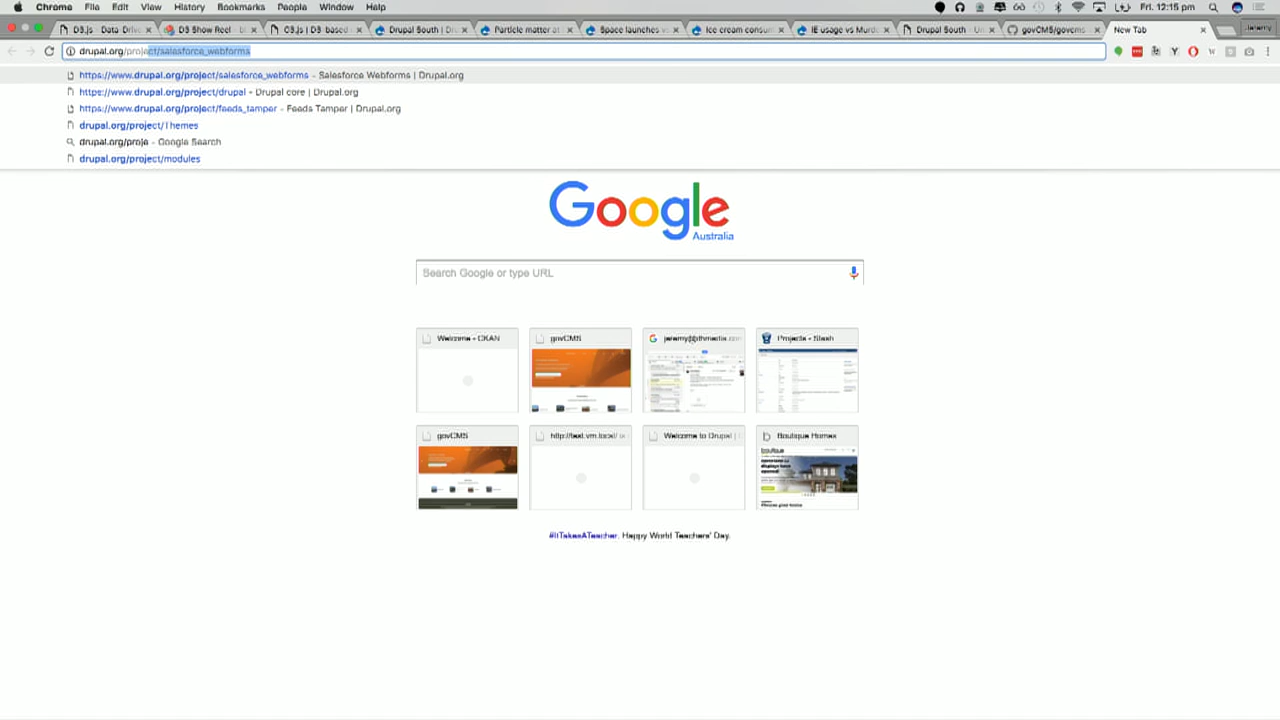 Chrome File Edit View History Bookmarks People Window Help Fri. 12:15 pm
D3.js - Data-Drive D3 Show Reel - b C3.js | D3-based Drupal South | Dru Particle matter at Space launches vs Ice cream consum IE usage vs Murde Drupal South - Un govCMS/govcms New Tab Jeremy
drupal.org/project/salesforce_webforms
https://www.drupal.org/project/salesforce_webforms - Salesforce Webforms | Drupal.org
https://www.drupal.org/project/drupal - Drupal core | Drupal.org
https://www.drupal.org/project/feeds_tamper - Feeds Tamper | Drupal.org
drupal.org/project/Themes
drupal.org/proje - Google Search
drupal.org/project/modules
Google
Australia
Search Google or type URL
Welcome - CKAN govCMS jeremy@dhmedia.com Projects - Stash
govCMS http://test.vm.local/ Welcome to Drupal | Boutique Homes
#ItTakesATeacher. Happy World Teachers' Day.